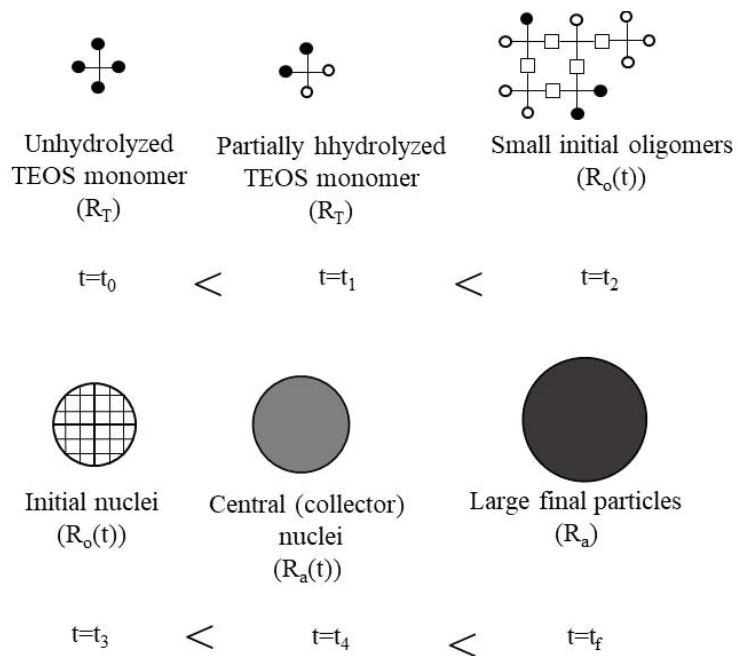 Unhydrolyzed
TEOS monomer
(R_T)
Partially hhydrolyzed
TEOS monomer
(R_T)
Small initial oligomers
(R_o(t))
t=t_0 < t=t_1 < t=t_2
Initial nuclei
(R_o(t))
Central (collector)
nuclei
(R_a(t))
Large final particles
(R_a)
t=t_3 < t=t_4 < t=t_f